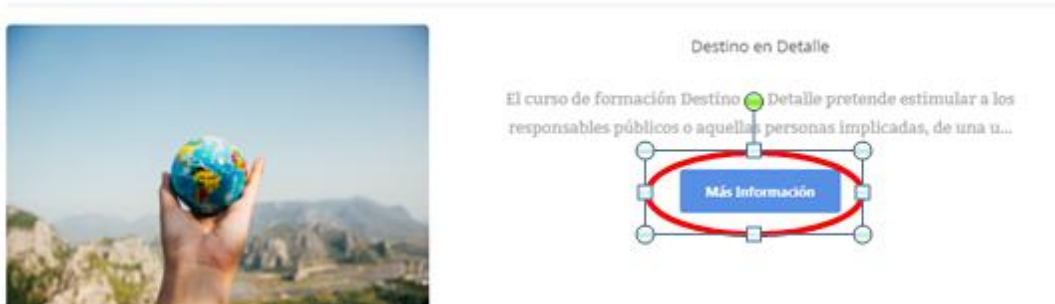 Destino en Detalle
El curso de formación Destino Detalle pretende estimular a los
responsables públicos o aquellas personas implicadas, de una u...
Más Información